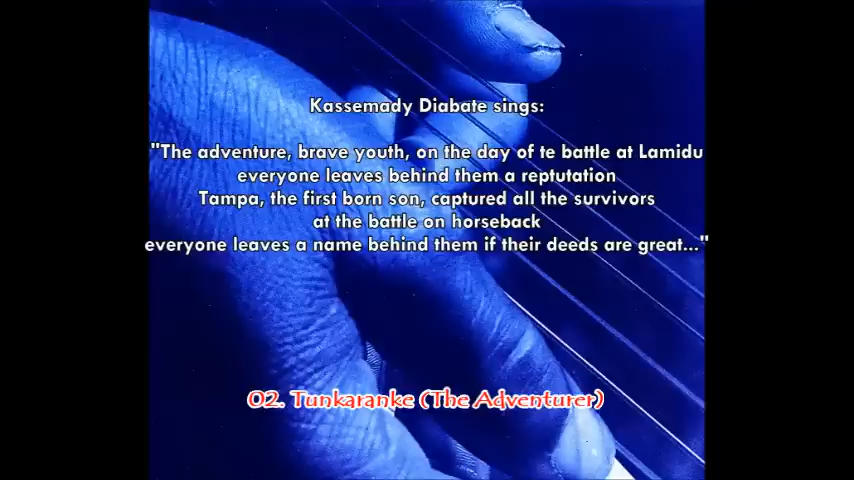 Kassemady Diabate sings:
"The adventure, brave youth, on the day of te battle at Lamidu
everyone leaves behind them a reptutation
Tampa, the first born son, captured all the survivors
at the battle on horseback
everyone leaves a name behind them if their deeds are great..."
02. Tunkaranke (The Adventurer)